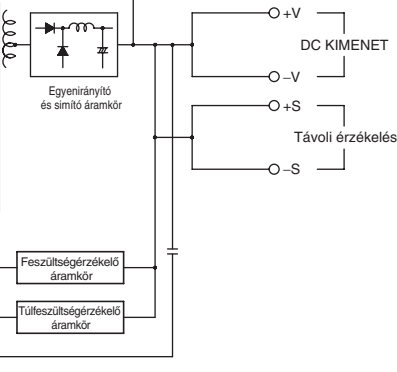 +V
DC KIMENET
−V
Egyenirányító
és simító áramkör
+S
Távoli érzékelés
−S
Feszültségérzékelő
áramkör
Túlfeszültségérzékelő
áramkör